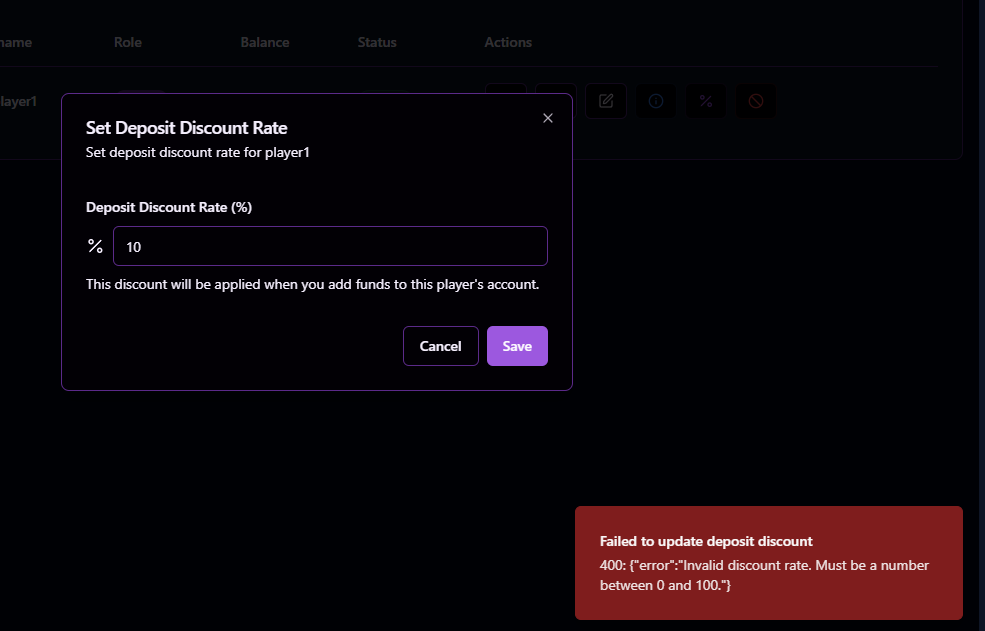 name Role Balance Status Actions
layer1
Set Deposit Discount Rate
Set deposit discount rate for player1
Deposit Discount Rate (%)
% 10
This discount will be applied when you add funds to this player's account.
Cancel Save
Failed to update deposit discount
400: {"error":"Invalid discount rate. Must be a number
between 0 and 100."}